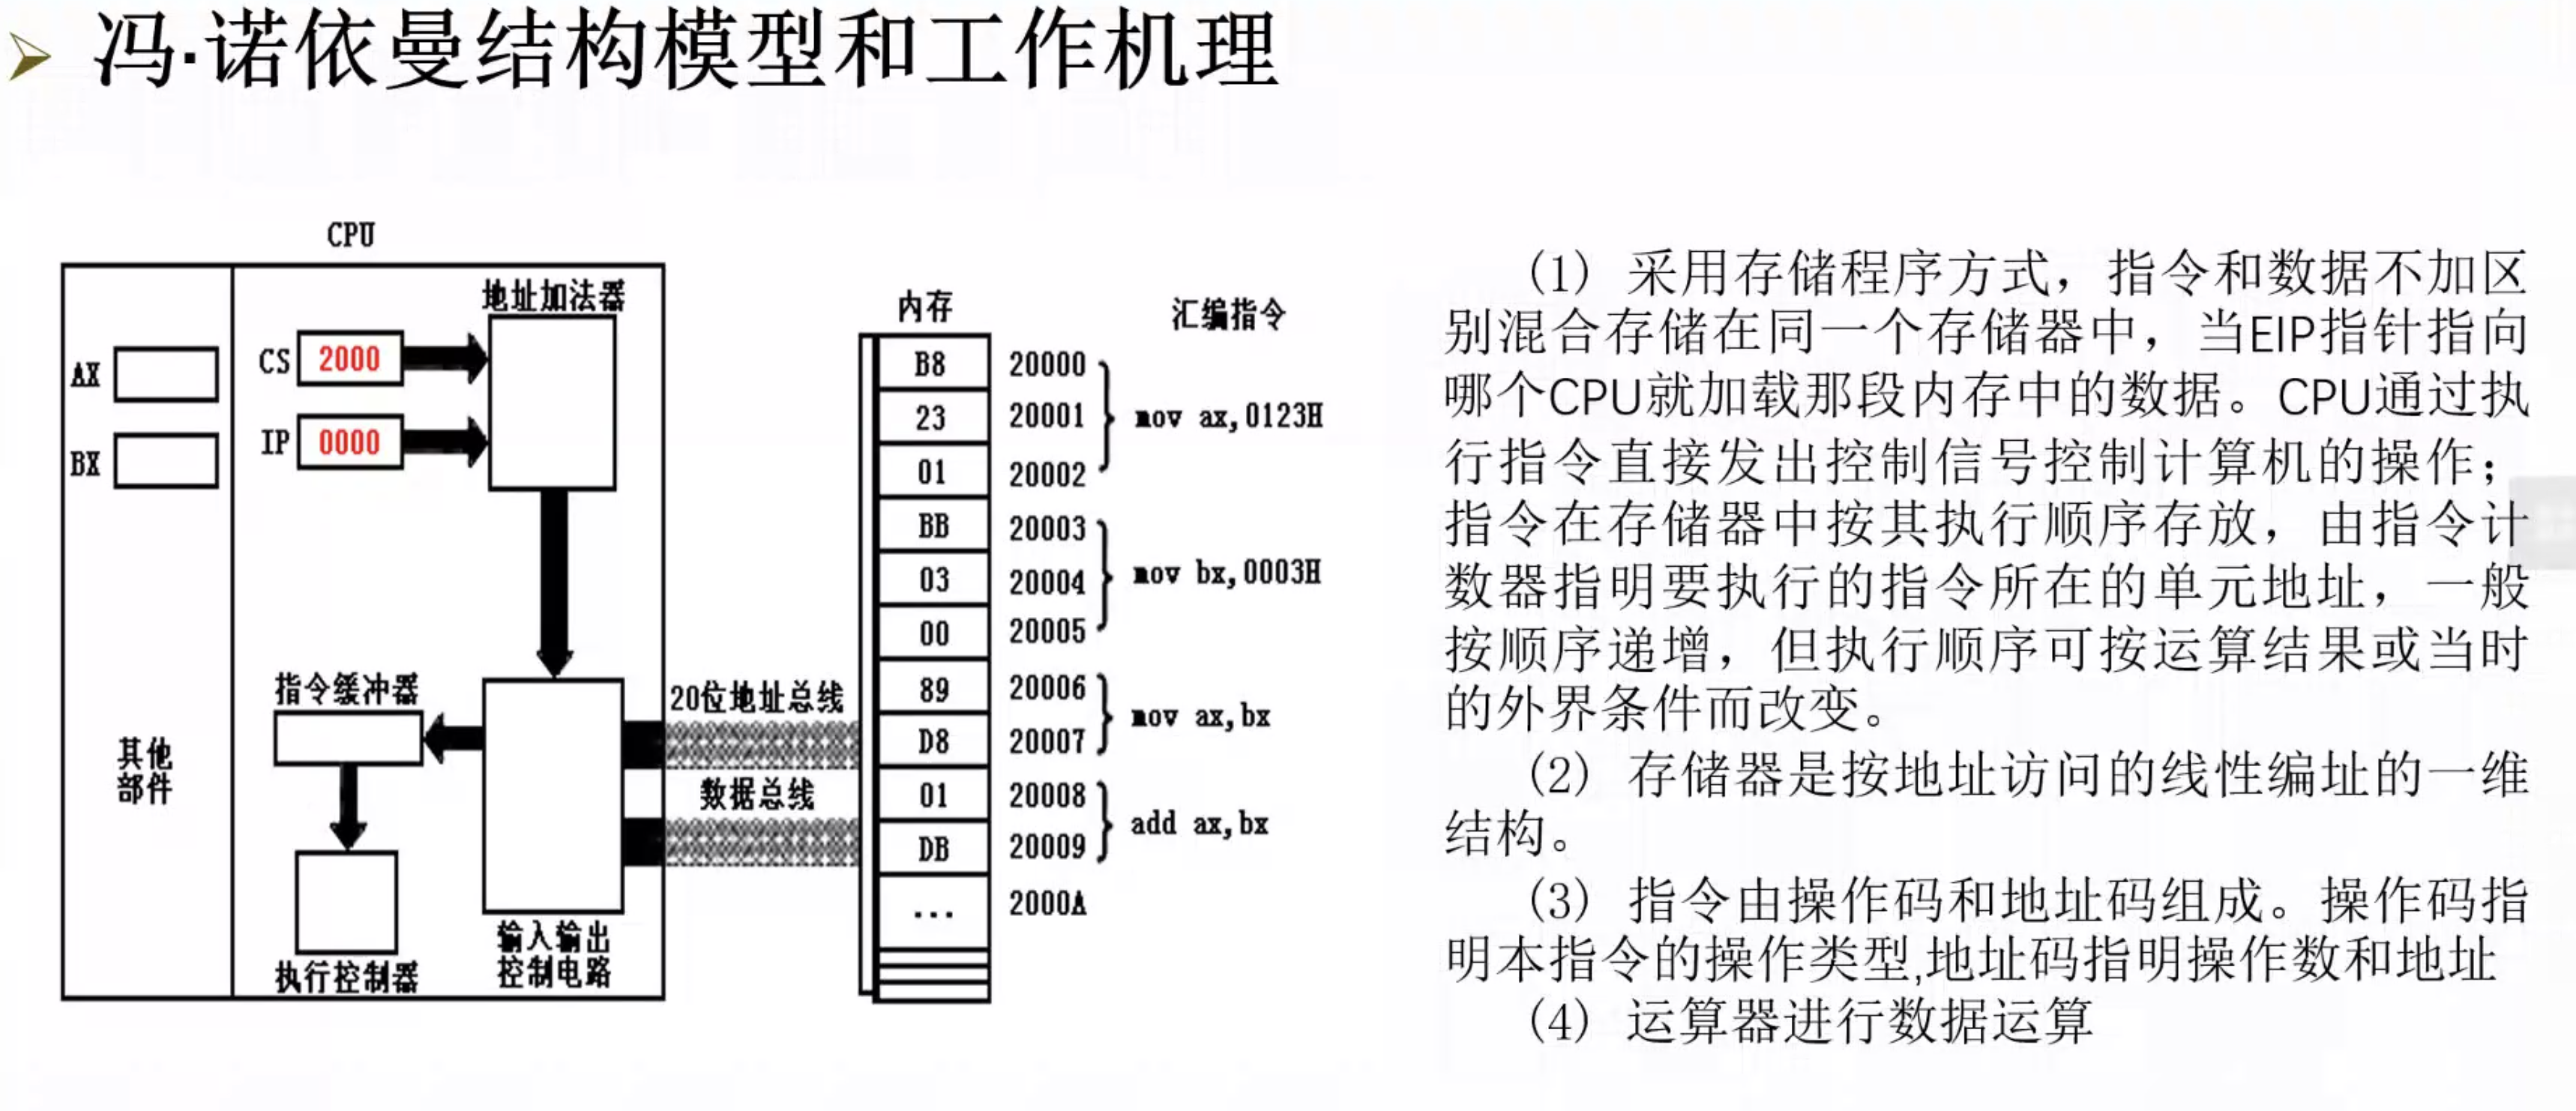 冯·诺依曼结构模型和工作机理
CPU
地址加法器
CS 2000
IP 0000
AX
BX
指令缓冲器
其他
部件
执行控制器
输入输出
控制电路
20位地址总线
数据总线
内存
汇编指令
B8 20000
23 20001 mov ax,0123H
01 20002
BB 20003
03 20004 mov bx,0003H
00 20005
89 20006 mov ax,bx
D8 20007
01 20008 add ax,bx
DB 20009
... 2000A
(1) 采用存储程序方式，指令和数据不加区
别混合存储在同一个存储器中，当EIP指针指向
哪个CPU就加载那段内存中的数据。CPU通过执
行指令直接发出控制信号控制计算机的操作；
指令在存储器中按其执行顺序存放，由指令计
数器指明要执行的指令所在的单元地址，一般
按顺序递增，但执行顺序可按运算结果或当时
的外界条件而改变。
(2) 存储器是按地址访问的线性编址的一维
结构。
(3) 指令由操作码和地址码组成。操作码指
明本指令的操作类型,地址码指明操作数和地址
(4) 运算器进行数据运算